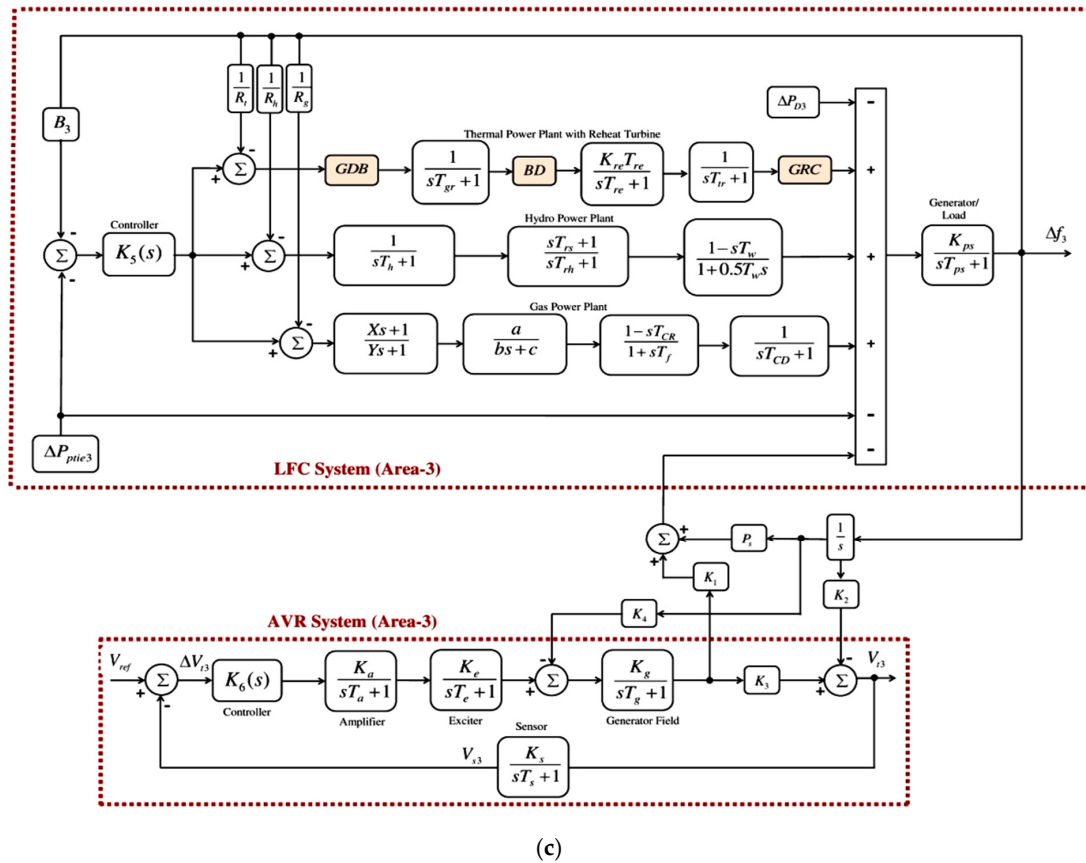 1/R_t 1/R_h 1/R_g
ΔP_D3 -
B_3
Thermal Power Plant with Reheat Turbine
- Σ + GDB 1/(sT_gr + 1) BD K_re T_re/(sT_re + 1) 1/(sT_tr + 1) GRC +
Hydro Power Plant
Generator/
Load
Controller
- Σ - K_5(s) - + Σ 1/(sT_h + 1) (sT_rs + 1)/(sT_rh + 1) (1 - sT_w)/(1 + 0.5T_w s) + K_ps/(sT_ps + 1) Δf_3
Gas Power Plant
- + Σ (Xs + 1)/(Ys + 1) a/(bs + c) (1 - sT_CR)/(1 + sT_f) 1/(sT_CD + 1) +
-
ΔP_ptie3 -
LFC System (Area-3)
Σ + + P_s 1/s
K_1 K_2
K_4
AVR System (Area-3)
V_ref + Σ - ΔV_t3 K_6(s) K_a/(sT_a + 1) K_e/(sT_e + 1) - + Σ K_g/(sT_g + 1) K_3 - + Σ V_t3
Controller Amplifier Exciter Generator Field
Sensor
V_s3 K_s/(sT_s + 1)
(c)